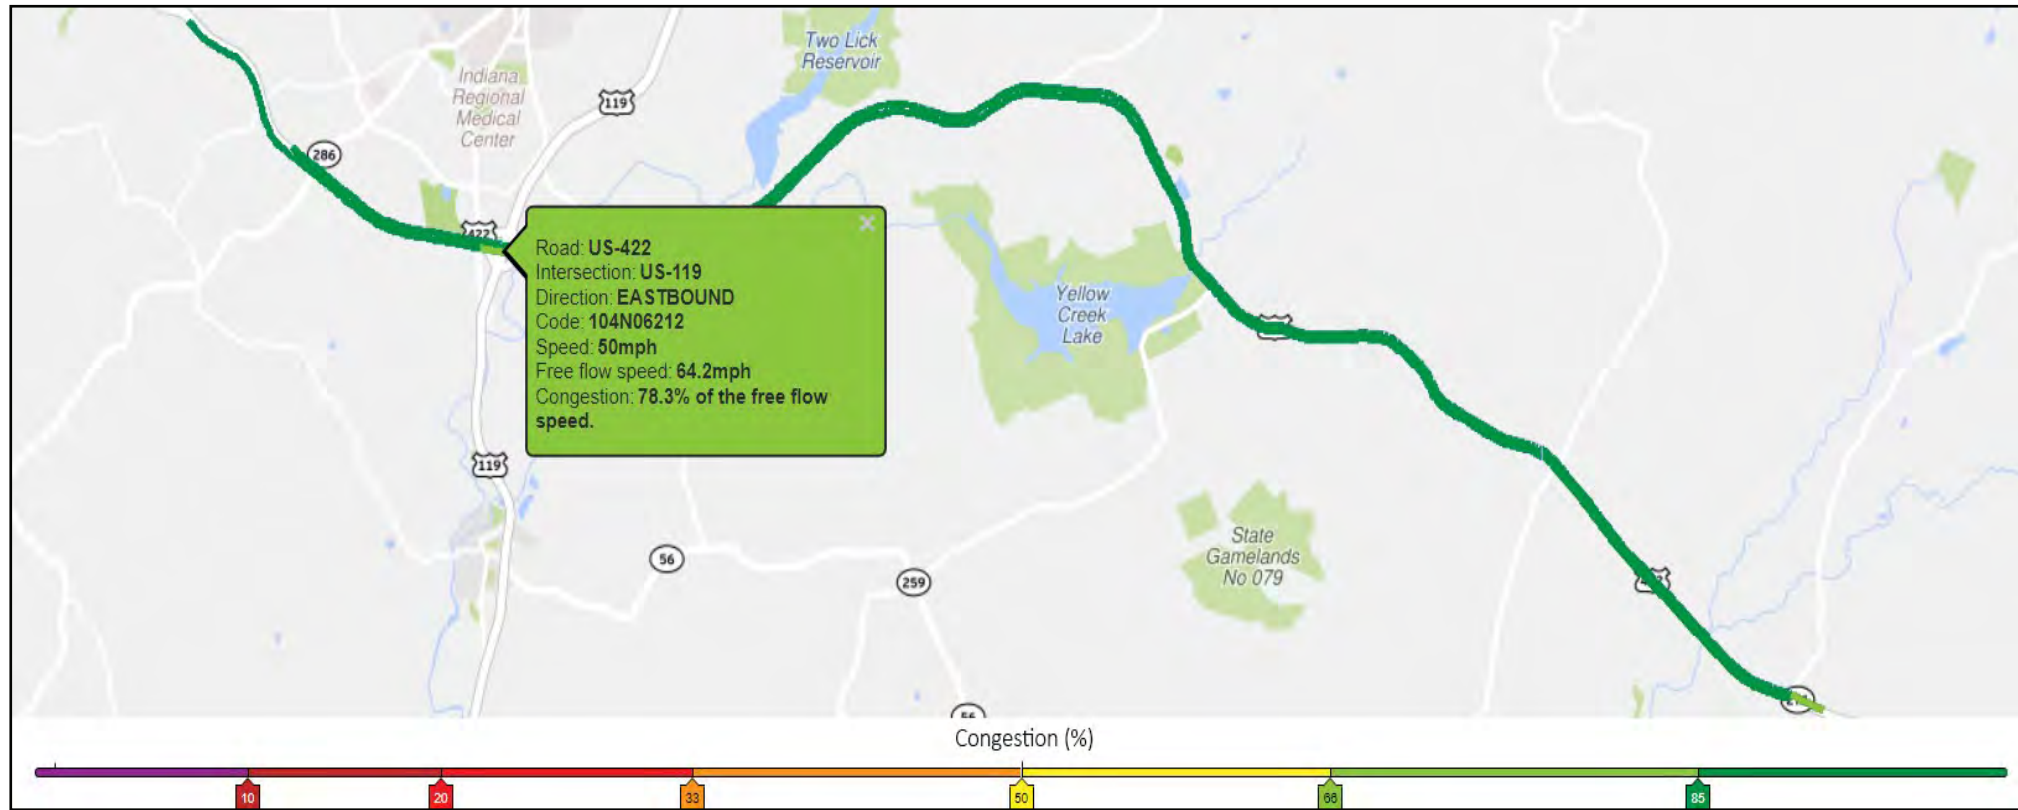 Two Lick
Reservoir
Indiana
Regional
Medical
Center
119
286
422
Road: US-422
Intersection: US-119
Direction: EASTBOUND
Code: 104N06212
Speed: 50mph
Free flow speed: 64.2mph
Congestion: 78.3% of the free flow
speed.
Yellow
Creek
Lake
119
State
Gamelands
No 079
56
259
56
Congestion (%)
10
20
33
50
66
85